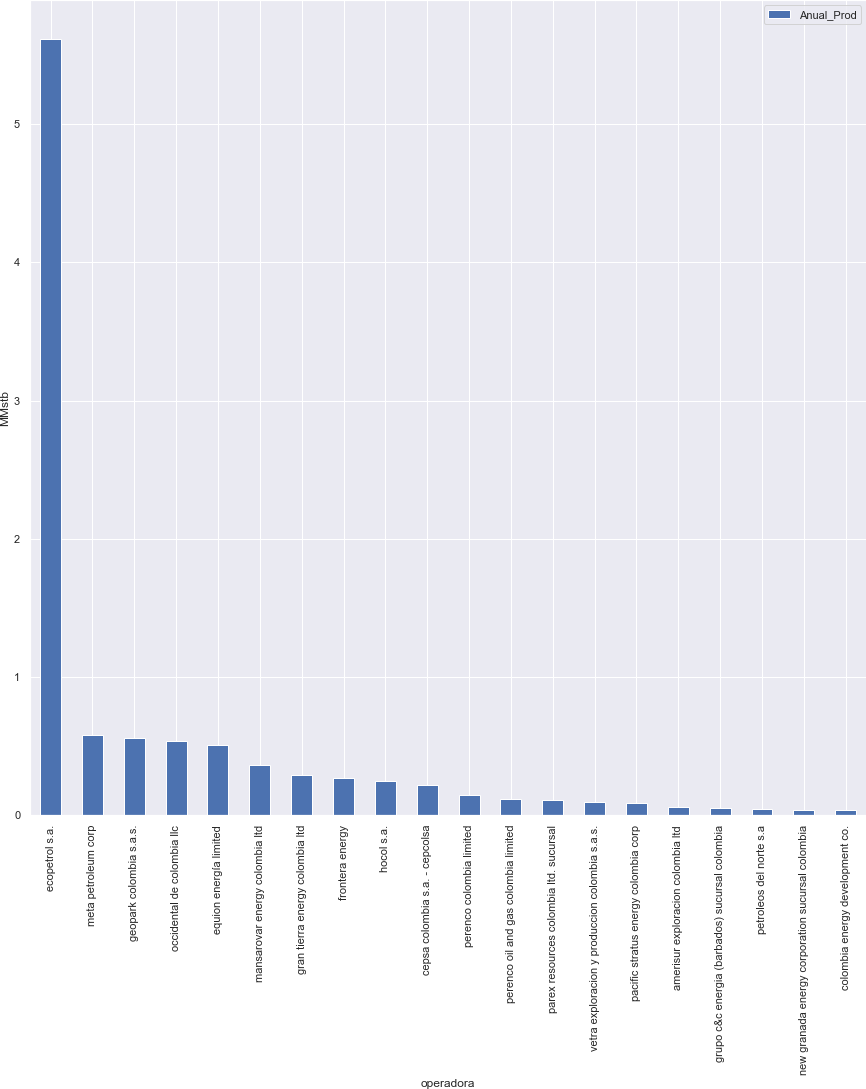 Anual_Prod
5
4
3
2
1
0
MMstb
ecopetrol s.a.
meta petroleum corp
geopark colombia s.a.s.
occidental de colombia llc
equion energía limited
mansarovar energy colombia ltd
gran tierra energy colombia ltd
frontera energy
hocol s.a.
cepsa colombia s.a. - cepcolsa
perenco colombia limited
perenco oil and gas colombia limited
parex resources colombia ltd. sucursal
vetra exploracion y produccion colombia s.a.s.
pacific stratus energy colombia corp
amerisur exploracion colombia ltd
grupo c&c energia (barbados) sucursal colombia
petroleos del norte s.a
new granada energy corporation sucursal colombia
colombia energy development co.
operadora